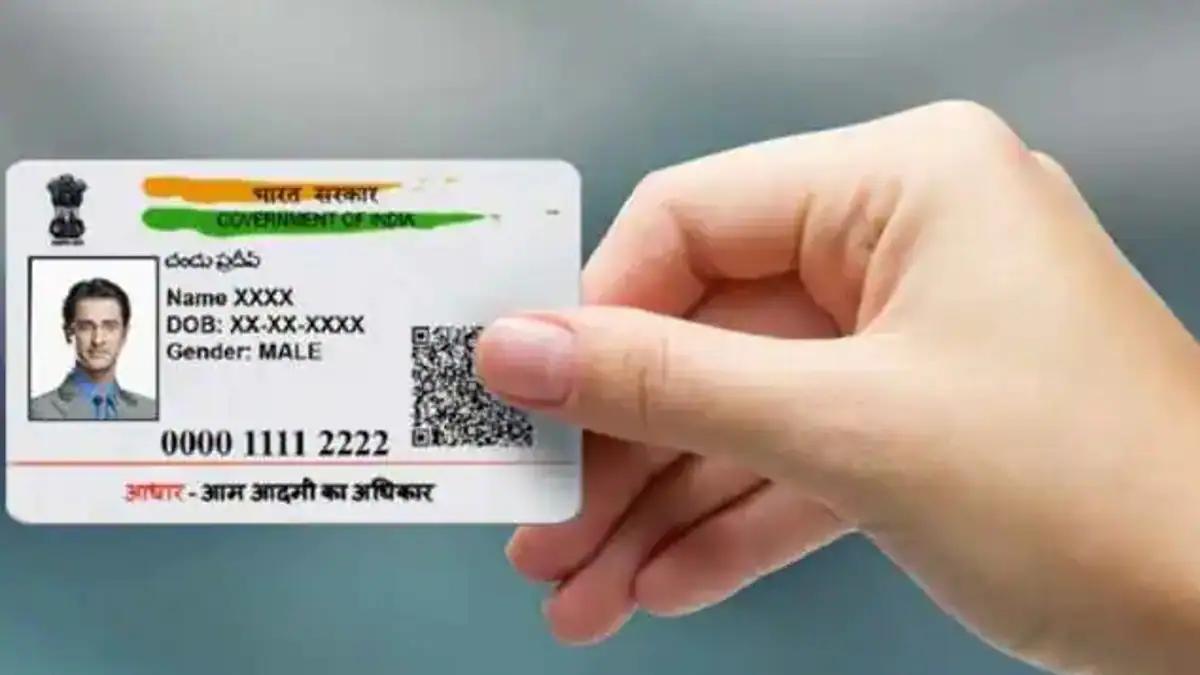 भारत सरकार
GOVERNMENT OF INDIA
చందు ప్రదీప్
Name XXXX
DOB: XX-XX-XXXX
Gender: MALE
0000 1111 2222
आधार - आम आदमी का अधिकार